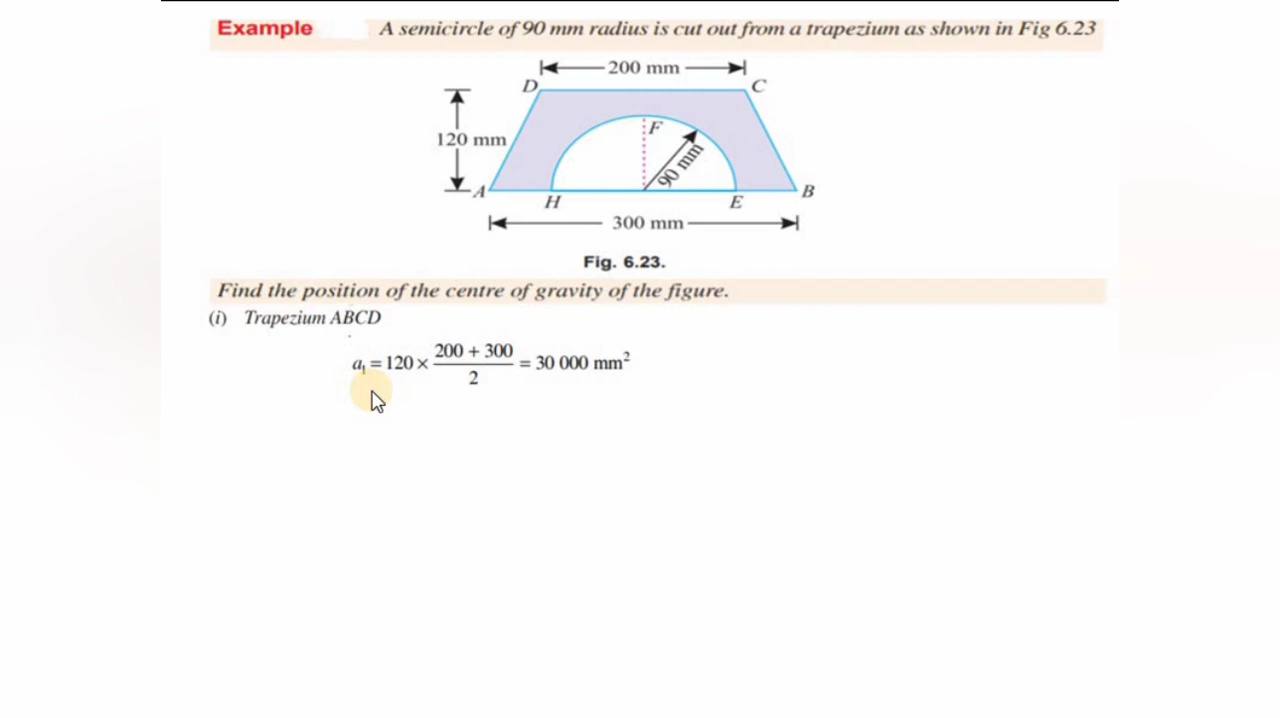 Example A semicircle of 90 mm radius is cut out from a trapezium as shown in Fig 6.23
200 mm
D C
F
120 mm
90 mm
A B
H E
300 mm
Fig. 6.23.
Find the position of the centre of gravity of the figure.
(i) Trapezium ABCD
a₁ = 120 × (200 + 300)/2 = 30 000 mm²